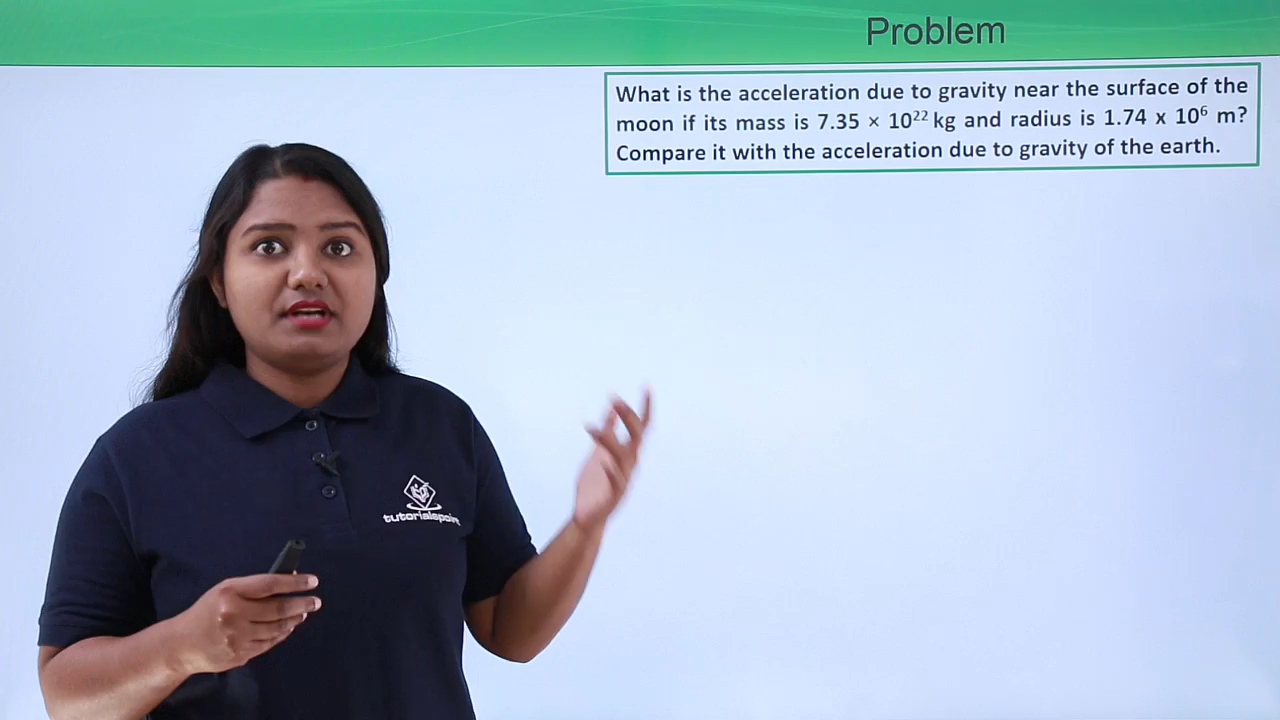 Problem
What is the acceleration due to gravity near the surface of the
moon if its mass is 7.35 × 10²² kg and radius is 1.74 x 10⁶ m?
Compare it with the acceleration due to gravity of the earth.
tutorialspoint